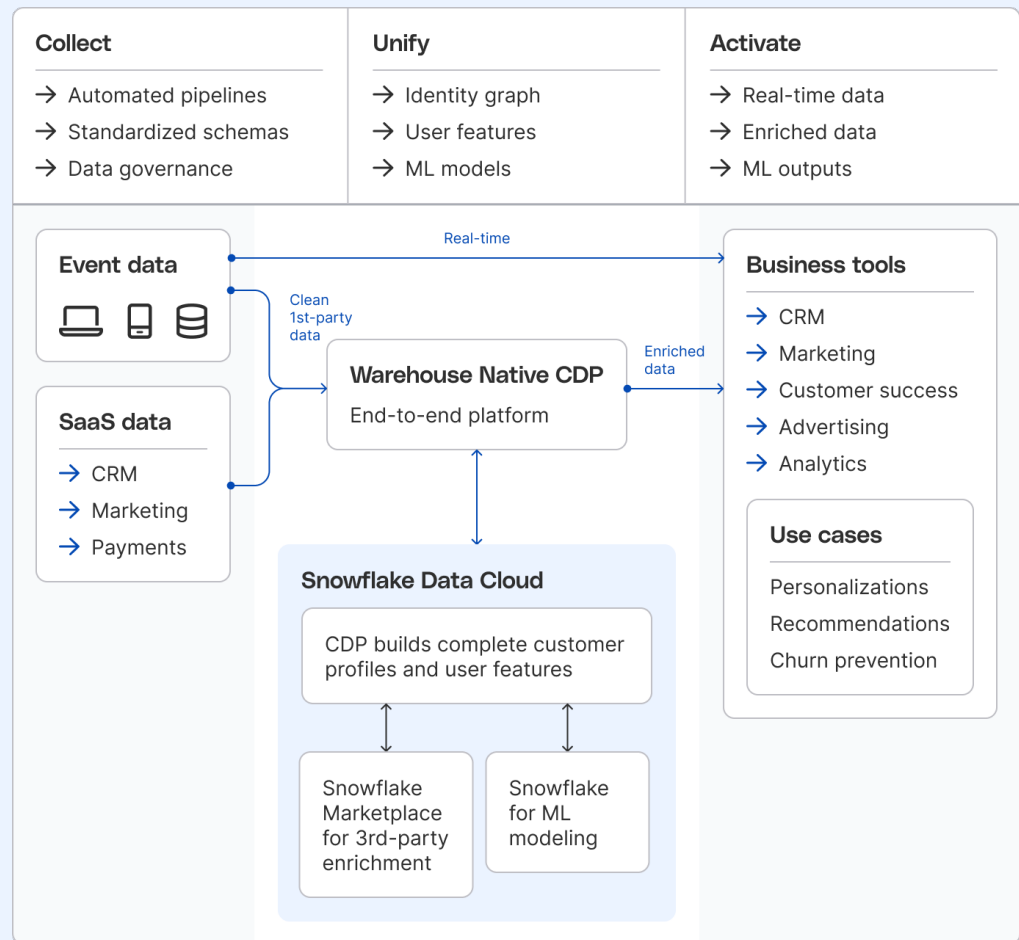 Collect
Automated pipelines
Standardized schemas
Data governance
Unify
Identity graph
User features
ML models
Activate
Real-time data
Enriched data
ML outputs
Event data
SaaS data
CRM
Marketing
Payments
Real-time
Clean
1st-party
data
Warehouse Native CDP
End-to-end platform
Enriched
data
Snowflake Data Cloud
CDP builds complete customer
profiles and user features
Snowflake
Marketplace
for 3rd-party
enrichment
Snowflake
for ML
modeling
Business tools
CRM
Marketing
Customer success
Advertising
Analytics
Use cases
Personalizations
Recommendations
Churn prevention